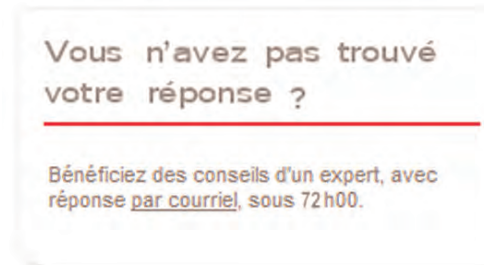 Vous n'avez pas trouvé
votre réponse ?
Bénéficiez des conseils d'un expert, avec
réponse par courriel, sous 72h00.